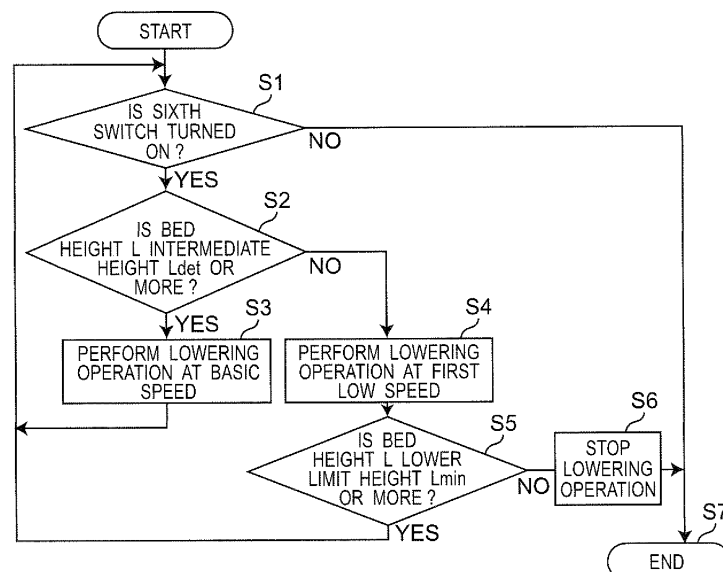 START
S1
IS SIXTH
SWITCH TURNED
ON?
NO
YES
S2
IS BED
HEIGHT L INTERMEDIATE
HEIGHT Ldet OR
MORE?
NO
YES
S3
PERFORM LOWERING
OPERATION AT BASIC
SPEED
S4
PERFORM LOWERING
OPERATION AT FIRST
LOW SPEED
S5
IS BED
HEIGHT L LOWER
LIMIT HEIGHT Lmin
OR MORE?
NO
YES
S6
STOP
LOWERING
OPERATION
S7
END